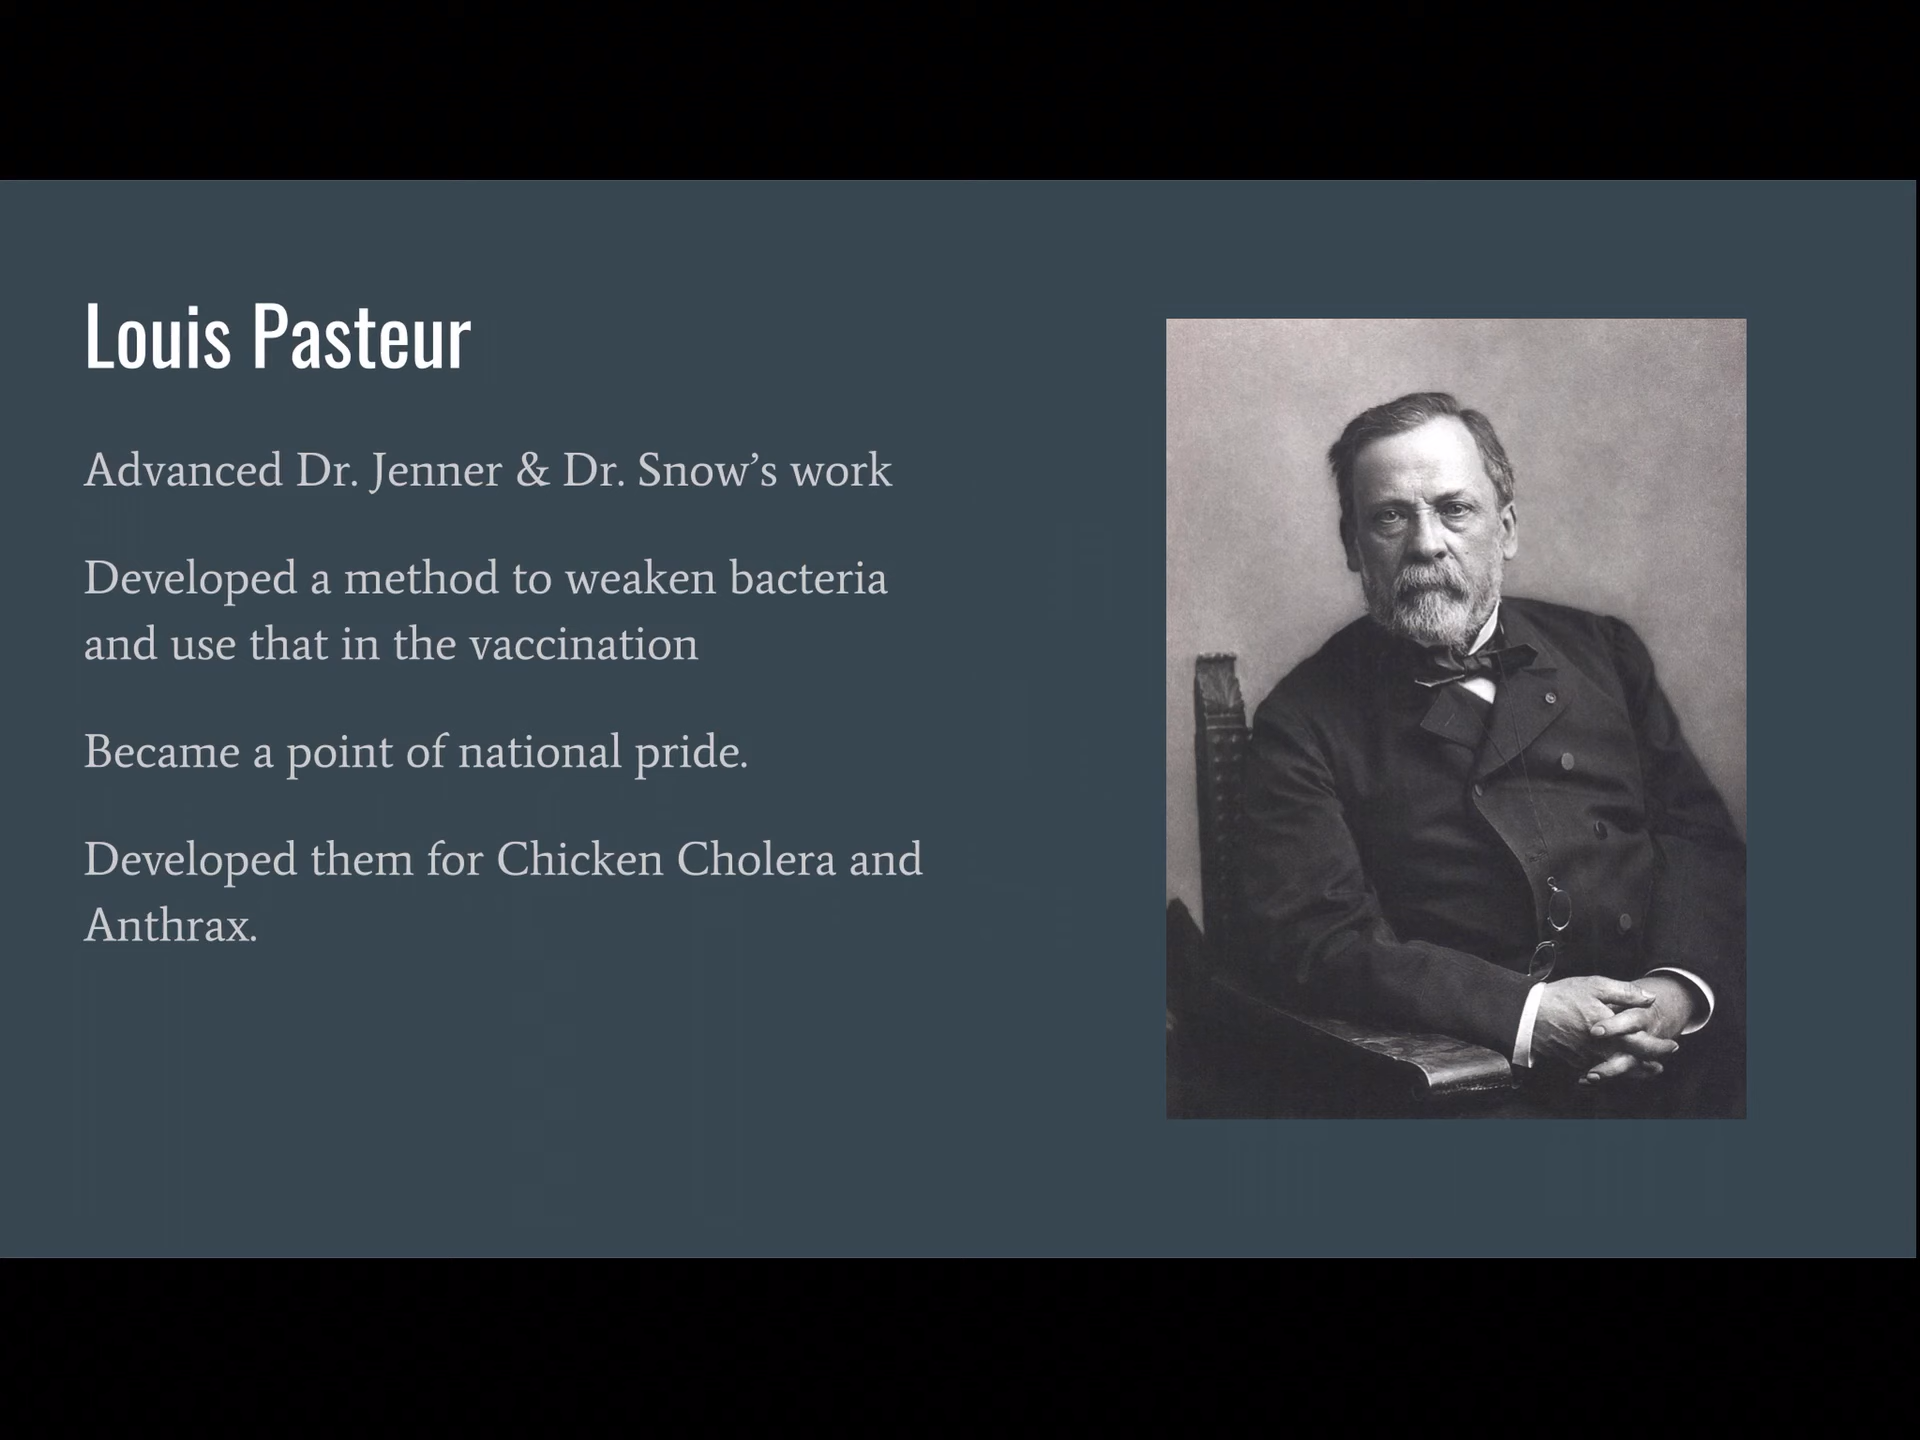 Louis Pasteur
Advanced Dr. Jenner & Dr. Snow’s work
Developed a method to weaken bacteria
and use that in the vaccination
Became a point of national pride.
Developed them for Chicken Cholera and
Anthrax.